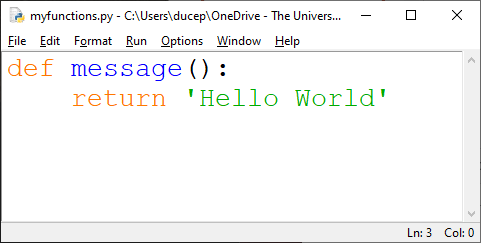 myfunctions.py - C:\Users\ducep\OneDrive - The Univers...
File Edit Format Run Options Window Help
def message():
    return 'Hello World'
Ln: 3 Col: 0